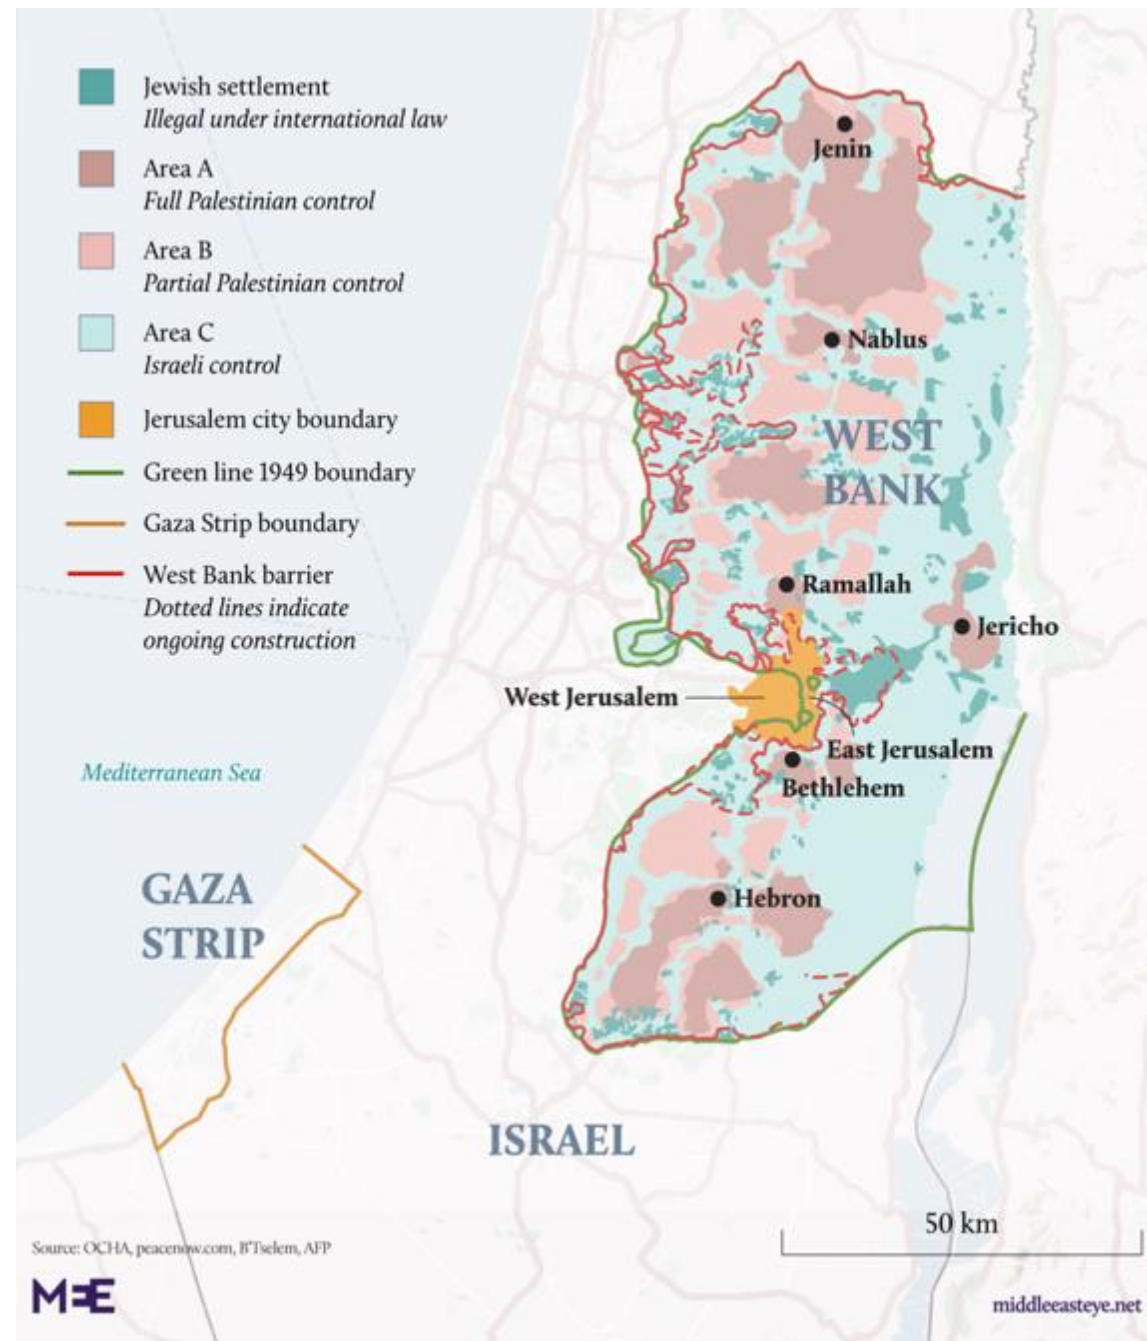 Jewish settlement
Illegal under international law
Area A
Full Palestinian control
Area B
Partial Palestinian control
Area C
Israeli control
Jerusalem city boundary
Green line 1949 boundary
Gaza Strip boundary
West Bank barrier
Dotted lines indicate
ongoing construction
Jenin
Nablus
WEST
BANK
Ramallah
Jericho
West Jerusalem
East Jerusalem
Bethlehem
Mediterranean Sea
GAZA
STRIP
Hebron
ISRAEL
50 km
Source: OCHA, peacenow.com, B'Tselem, AFP
MEE
middleeasteye.net